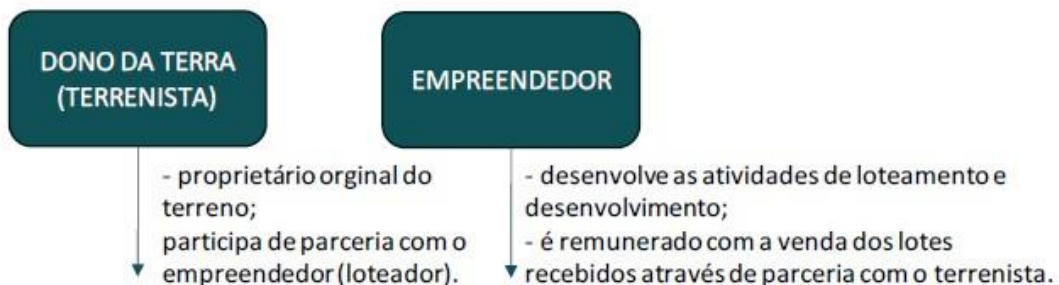 DONO DA TERRA
(TERRENISTA)
- proprietário orginal do
terreno;
participa de parceria com o
empreendedor (loteador).
EMPREENDEDOR
- desenvolve as atividades de loteamento e
desenvolvimento;
- é remunerado com a venda dos lotes
recebidos através de parceria com o terrenista.